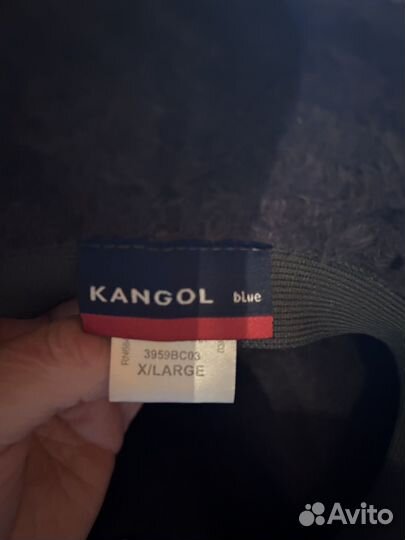 KANGOL blue
3959BC03
X/LARGE
Avito